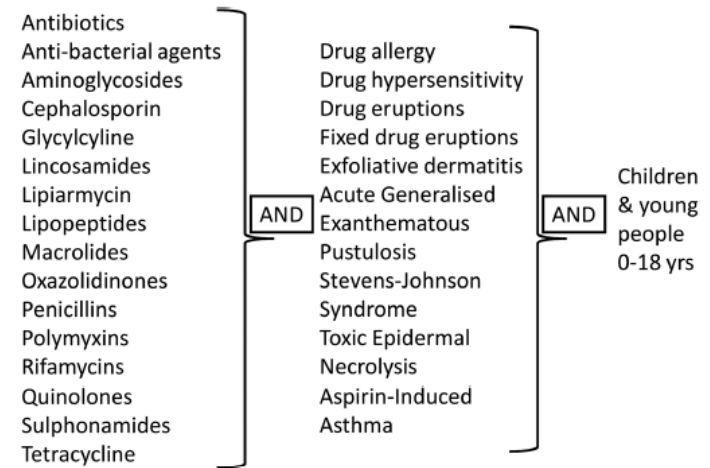 Antibiotics
Anti-bacterial agents
Aminoglycosides
Cephalosporin
Glycylcyline
Lincosamides
Lipiarmycin
Lipopeptides
Macrolides
Oxazolidinones
Penicillins
Polymyxins
Rifamycins
Quinolones
Sulphonamides
Tetracycline
AND
Drug allergy
Drug hypersensitivity
Drug eruptions
Fixed drug eruptions
Exfoliative dermatitis
Acute Generalised
Exanthematous
Pustulosis
Stevens-Johnson
Syndrome
Toxic Epidermal
Necrolysis
Aspirin-Induced
Asthma
AND
Children
& young
people
0-18 yrs